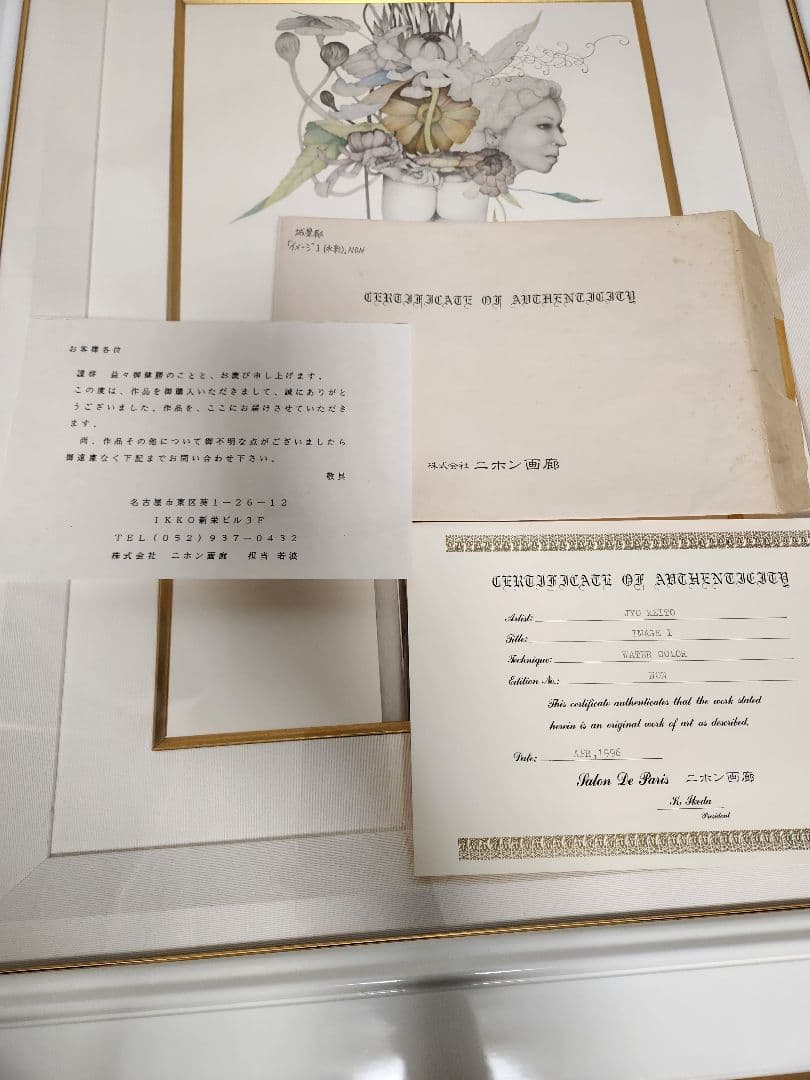 城景都
「イメージ 1 (水彩)」NON
CERTIFICATE OF AUTHENTICITY
株式会社 ニホン画廊
お客様各位
謹啓 益々御健勝のことと、お慶び申し上げます。
この度は、作品を御購入いただきまして、誠にありがと
うございました。作品を、ここにお届けさせていただき
ます。
尚、作品その他について御不明な点がございましたら
御遠慮なく下記までお問い合わせ下さい。
敬具
名古屋市東区葵1-26-12
IKKO新栄ビル3F
TEL(052)937-0432
株式会社 ニホン画廊 担当 若波
CERTIFICATE OF AUTHENTICITY
Artist: JYO KEITO
Title: IMAGE 1
Technique: WATER COLOR
Edition No.: NON
This certificate authenticates that the work stated
herein is an original work of art as described.
Date: APR,1996
Salon De Paris ニホン画廊
K. Ikeda
President